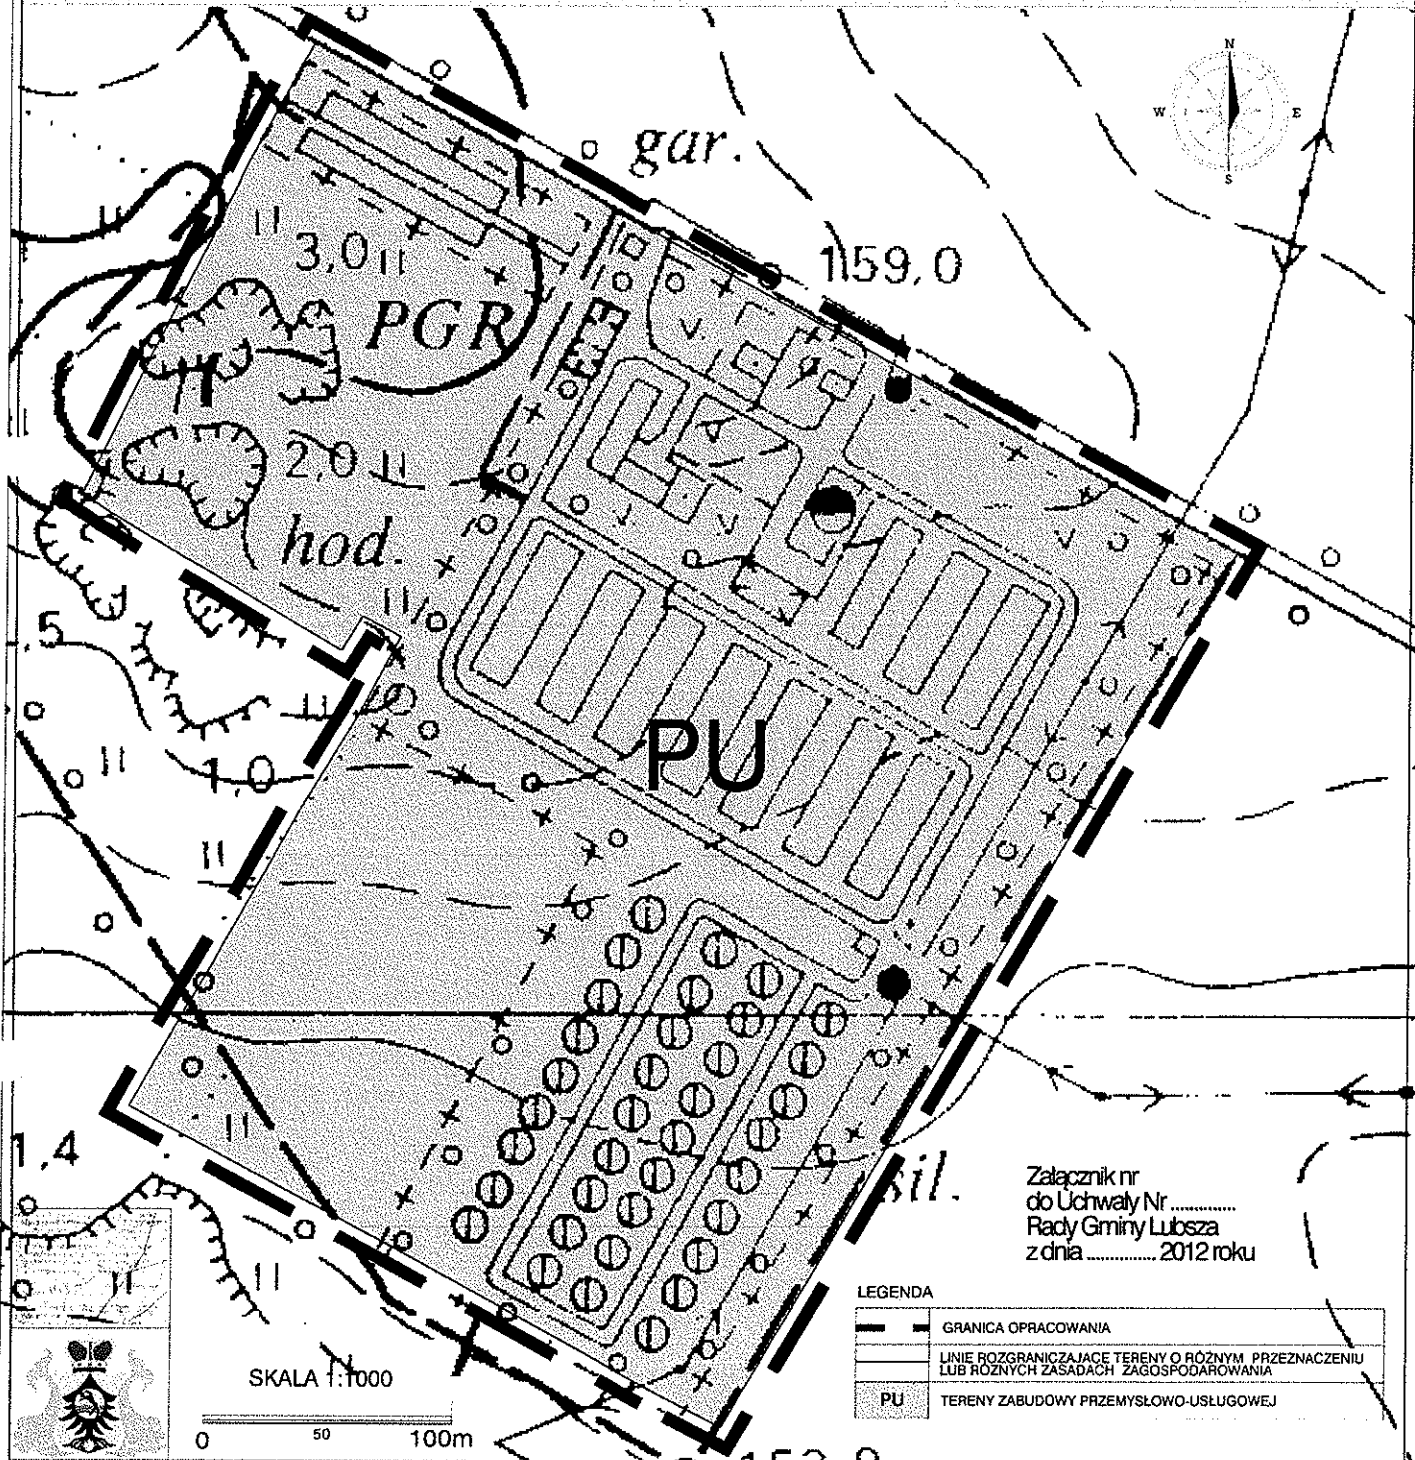 N
W E
S
gar.
159,0
3,0
PGR
2,0
hod.
,5
1,0
PU
1,4
sil.
Załącznik nr
do Uchwały Nr ..............
Rady Gminy Lubsza
z dnia .............. 2012 roku
LEGENDA
GRANICA OPRACOWANIA
LINIE ROZGRANICZAJĄCE TERENY O RÓŻNYM PRZEZNACZENIU
LUB RÓŻNYCH ZASADACH ZAGOSPODAROWANIA
PU TERENY ZABUDOWY PRZEMYSŁOWO-USŁUGOWEJ
SKALA 1:1000
0 50 100m